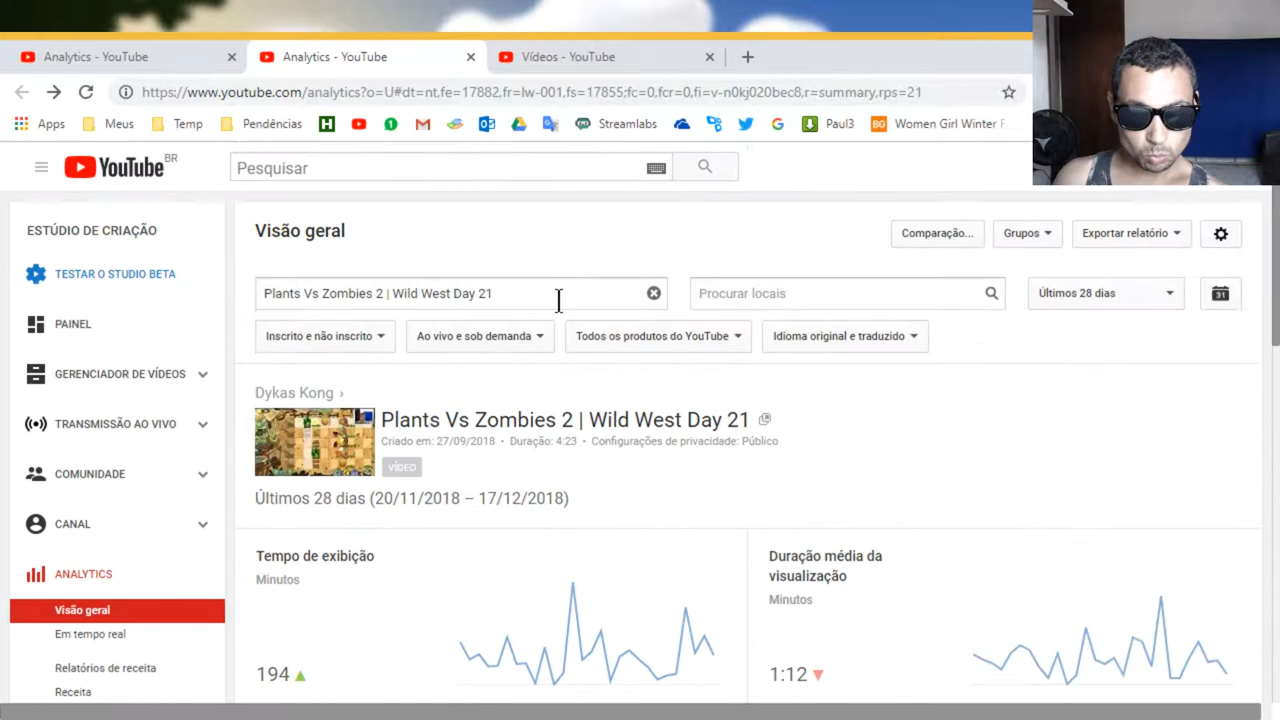 Analytics - YouTube
Analytics - YouTube
Vídeos - YouTube
https://www.youtube.com/analytics?o=U#dt=nt,fe=17882,fr=lw-001,fs=17855;fc=0,fcr=0,fi=v-n0kj020bec8,r=summary,rps=21
Apps
Meus
Temp
Pendências
Streamlabs
Paul3
BG
Women Girl Winter F
YouTube BR
Pesquisar
ESTÚDIO DE CRIAÇÃO
TESTAR O STUDIO BETA
PAINEL
GERENCIADOR DE VÍDEOS
TRANSMISSÃO AO VIVO
COMUNIDADE
CANAL
ANALYTICS
Visão geral
Em tempo real
Relatórios de receita
Receita
Visão geral
Comparação...
Grupos
Exportar relatório
Plants Vs Zombies 2 | Wild West Day 21
Procurar locais
Últimos 28 dias
31
Inscrito e não inscrito
Ao vivo e sob demanda
Todos os produtos do YouTube
Idioma original e traduzido
Dykas Kong ›
Plants Vs Zombies 2 | Wild West Day 21
Criado em: 27/09/2018 • Duração: 4:23 • Configurações de privacidade: Público
VÍDEO
Últimos 28 dias (20/11/2018 – 17/12/2018)
Tempo de exibição
Minutos
194
Duração média da
visualização
Minutos
1:12